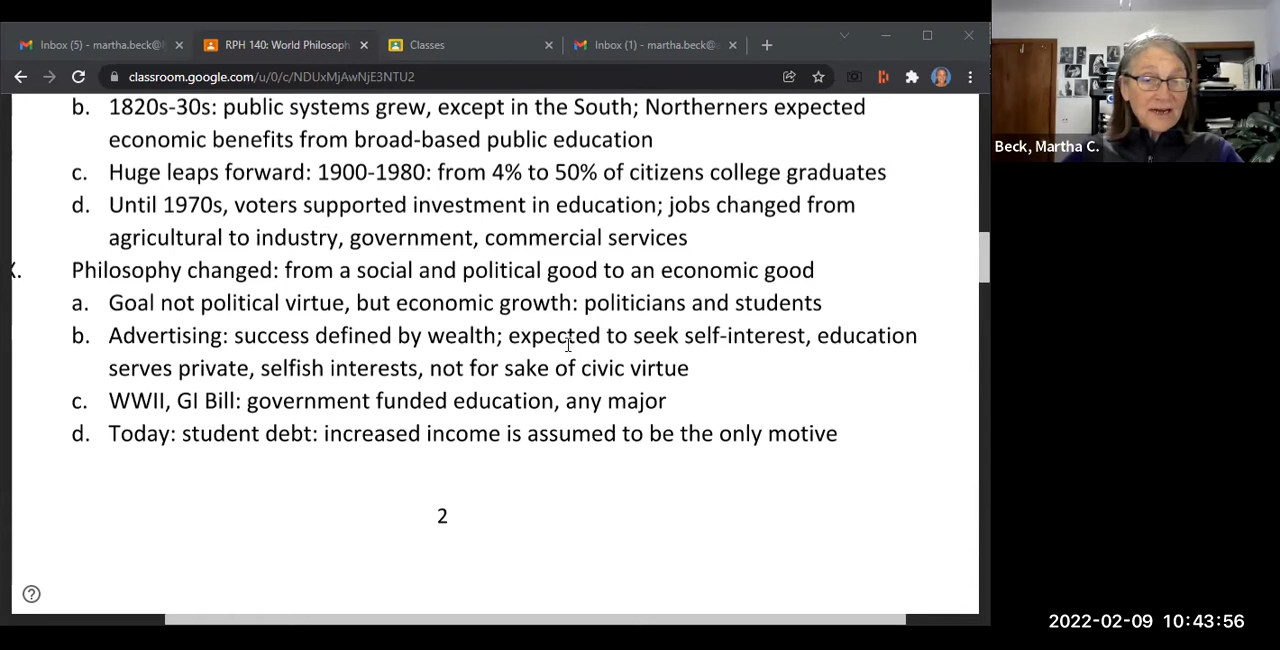 Inbox (5) - martha.beck@
RPH 140: World Philosoph
Classes
Inbox (1) - martha.beck@
classroom.google.com/u/0/c/NDUxMjAwNjE3NTU2
b. 1820s-30s: public systems grew, except in the South; Northerners expected
economic benefits from broad-based public education
c. Huge leaps forward: 1900-1980: from 4% to 50% of citizens college graduates
d. Until 1970s, voters supported investment in education; jobs changed from
agricultural to industry, government, commercial services
X. Philosophy changed: from a social and political good to an economic good
a. Goal not political virtue, but economic growth: politicians and students
b. Advertising: success defined by wealth; expected to seek self-interest, education
serves private, selfish interests, not for sake of civic virtue
c. WWII, GI Bill: government funded education, any major
d. Today: student debt: increased income is assumed to be the only motive
2
Beck, Martha C.
2022-02-09 10:43:56